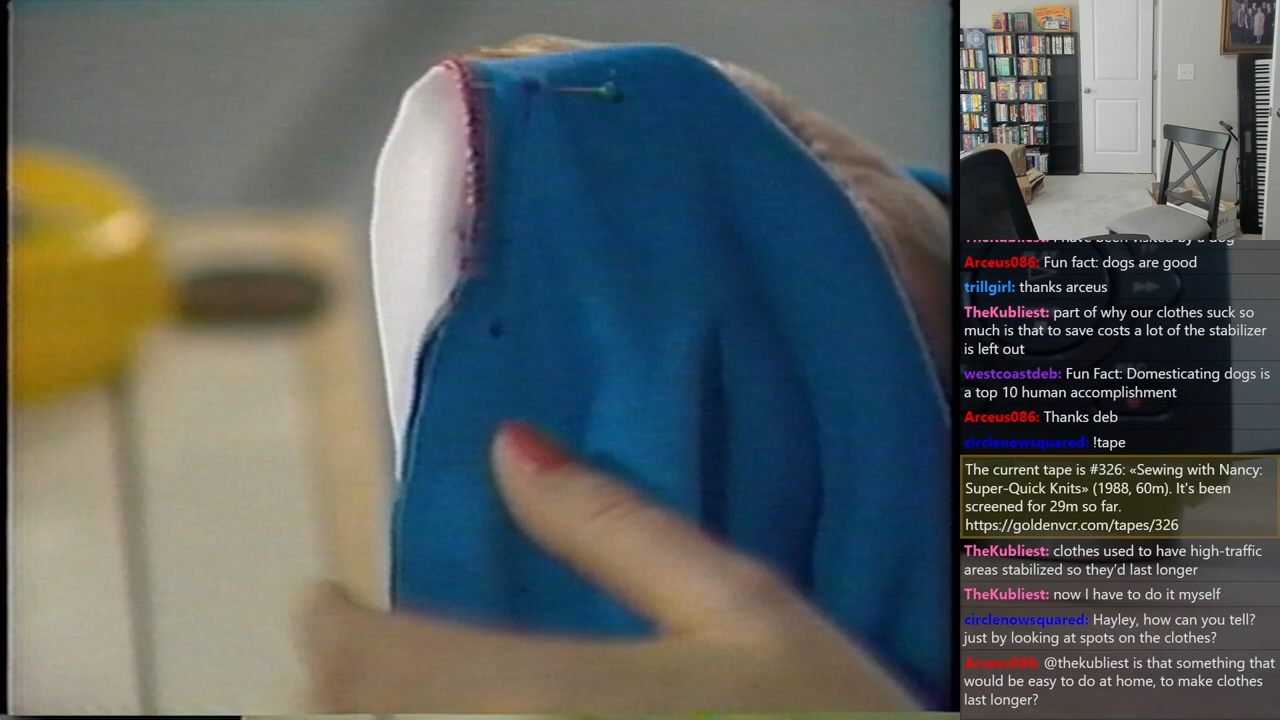 TheKubliest: I have been visited by a dog
Arceus086: Fun fact: dogs are good
trillgirl: thanks arceus
TheKubliest: part of why our clothes suck so
much is that to save costs a lot of the stabilizer
is left out
westcoastdeb: Fun Fact: Domesticating dogs is
a top 10 human accomplishment
Arceus086: Thanks deb
circlenowsquared: !tape
The current tape is #326: «Sewing with Nancy:
Super-Quick Knits» (1988, 60m). It's been
screened for 29m so far.
https://goldenvcr.com/tapes/326
TheKubliest: clothes used to have high-traffic
areas stabilized so they'd last longer
TheKubliest: now I have to do it myself
circlenowsquared: Hayley, how can you tell?
just by looking at spots on the clothes?
Arceus086: @thekubliest is that something that
would be easy to do at home, to make clothes
last longer?